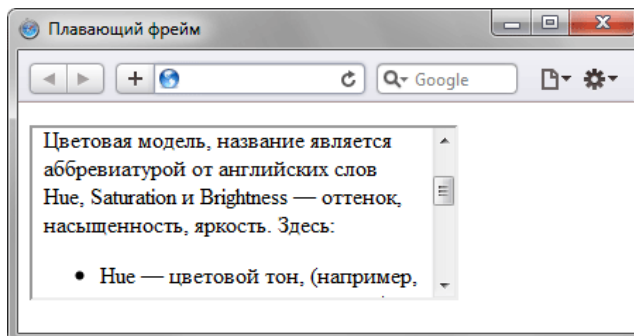 Плавающий фрейм
Google
Цветовая модель, название является
аббревиатурой от английских слов
Hue, Saturation и Brightness — оттенок,
насыщенность, яркость. Здесь:
• Hue — цветовой тон, (например,